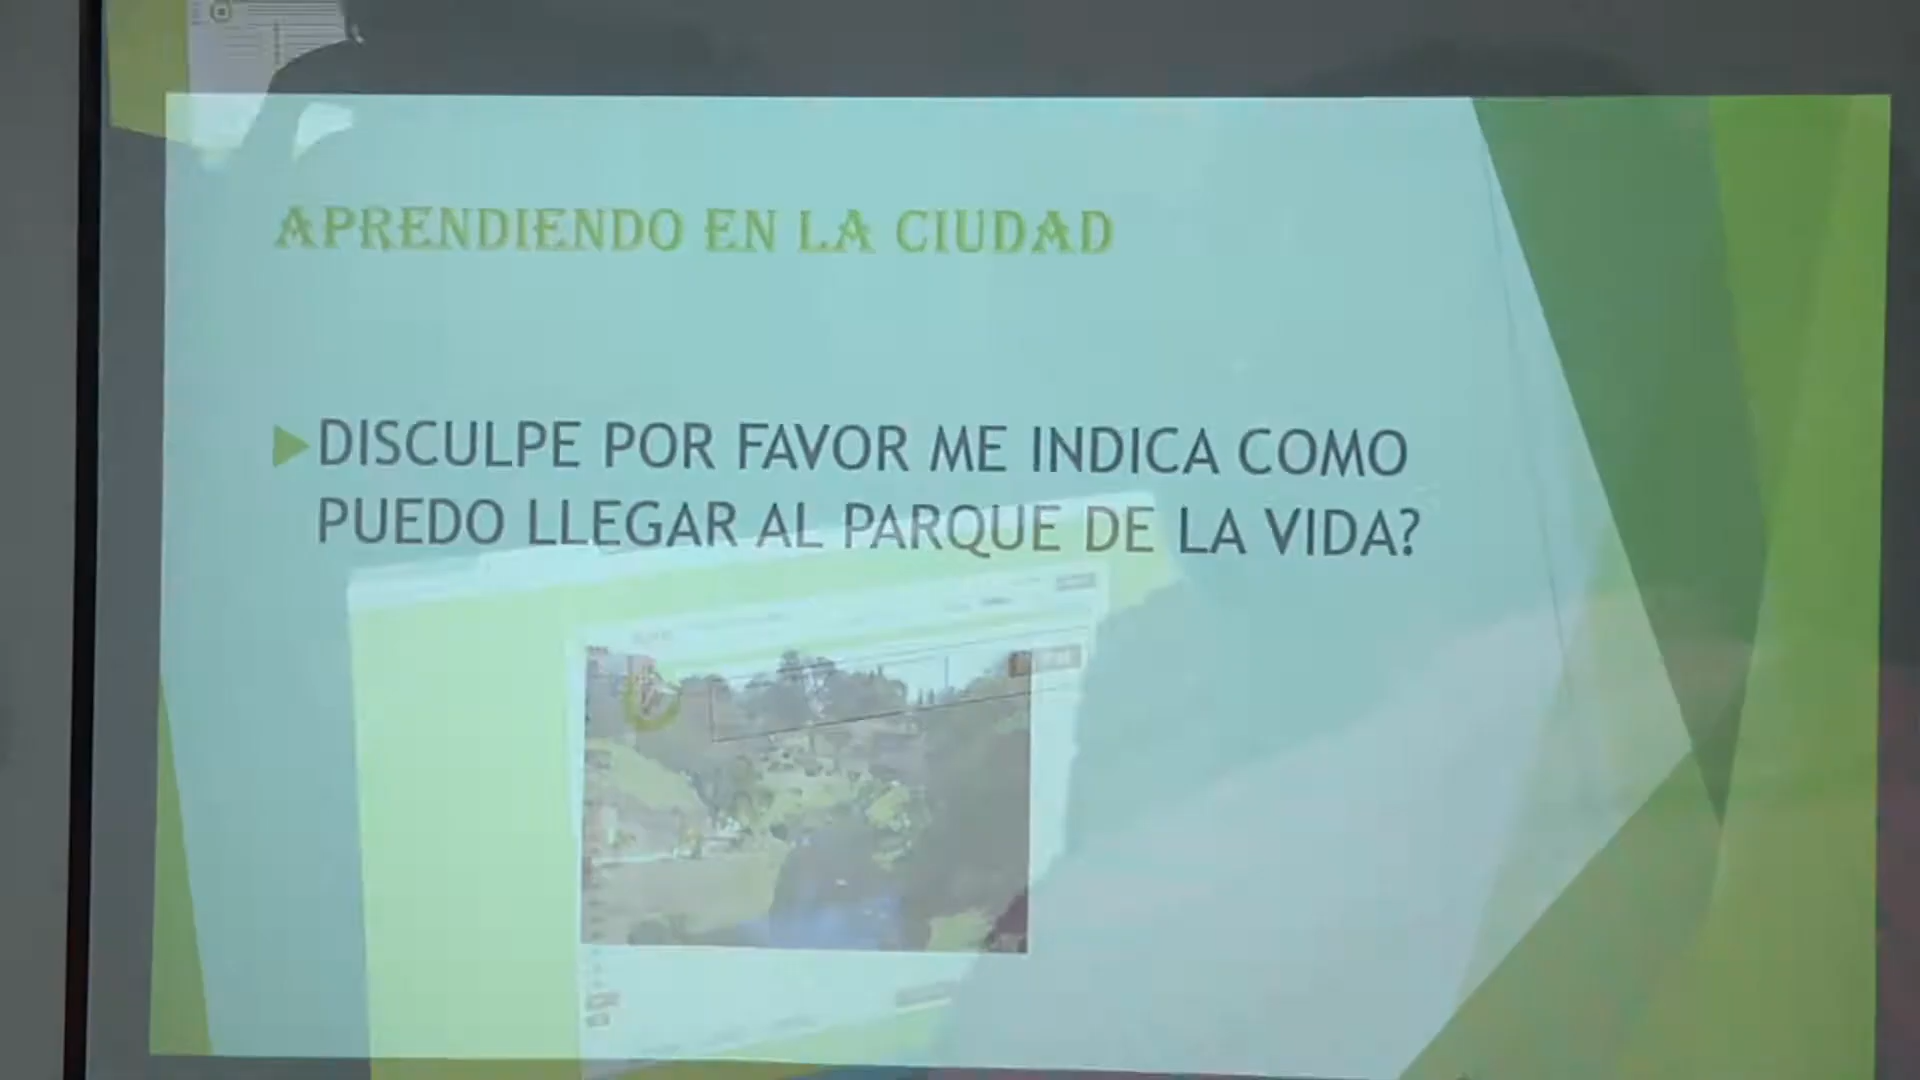 APRENDIENDO EN LA CIUDAD
DISCULPE POR FAVOR ME INDICA COMO
PUEDO LLEGAR AL PARQUE DE LA VIDA?